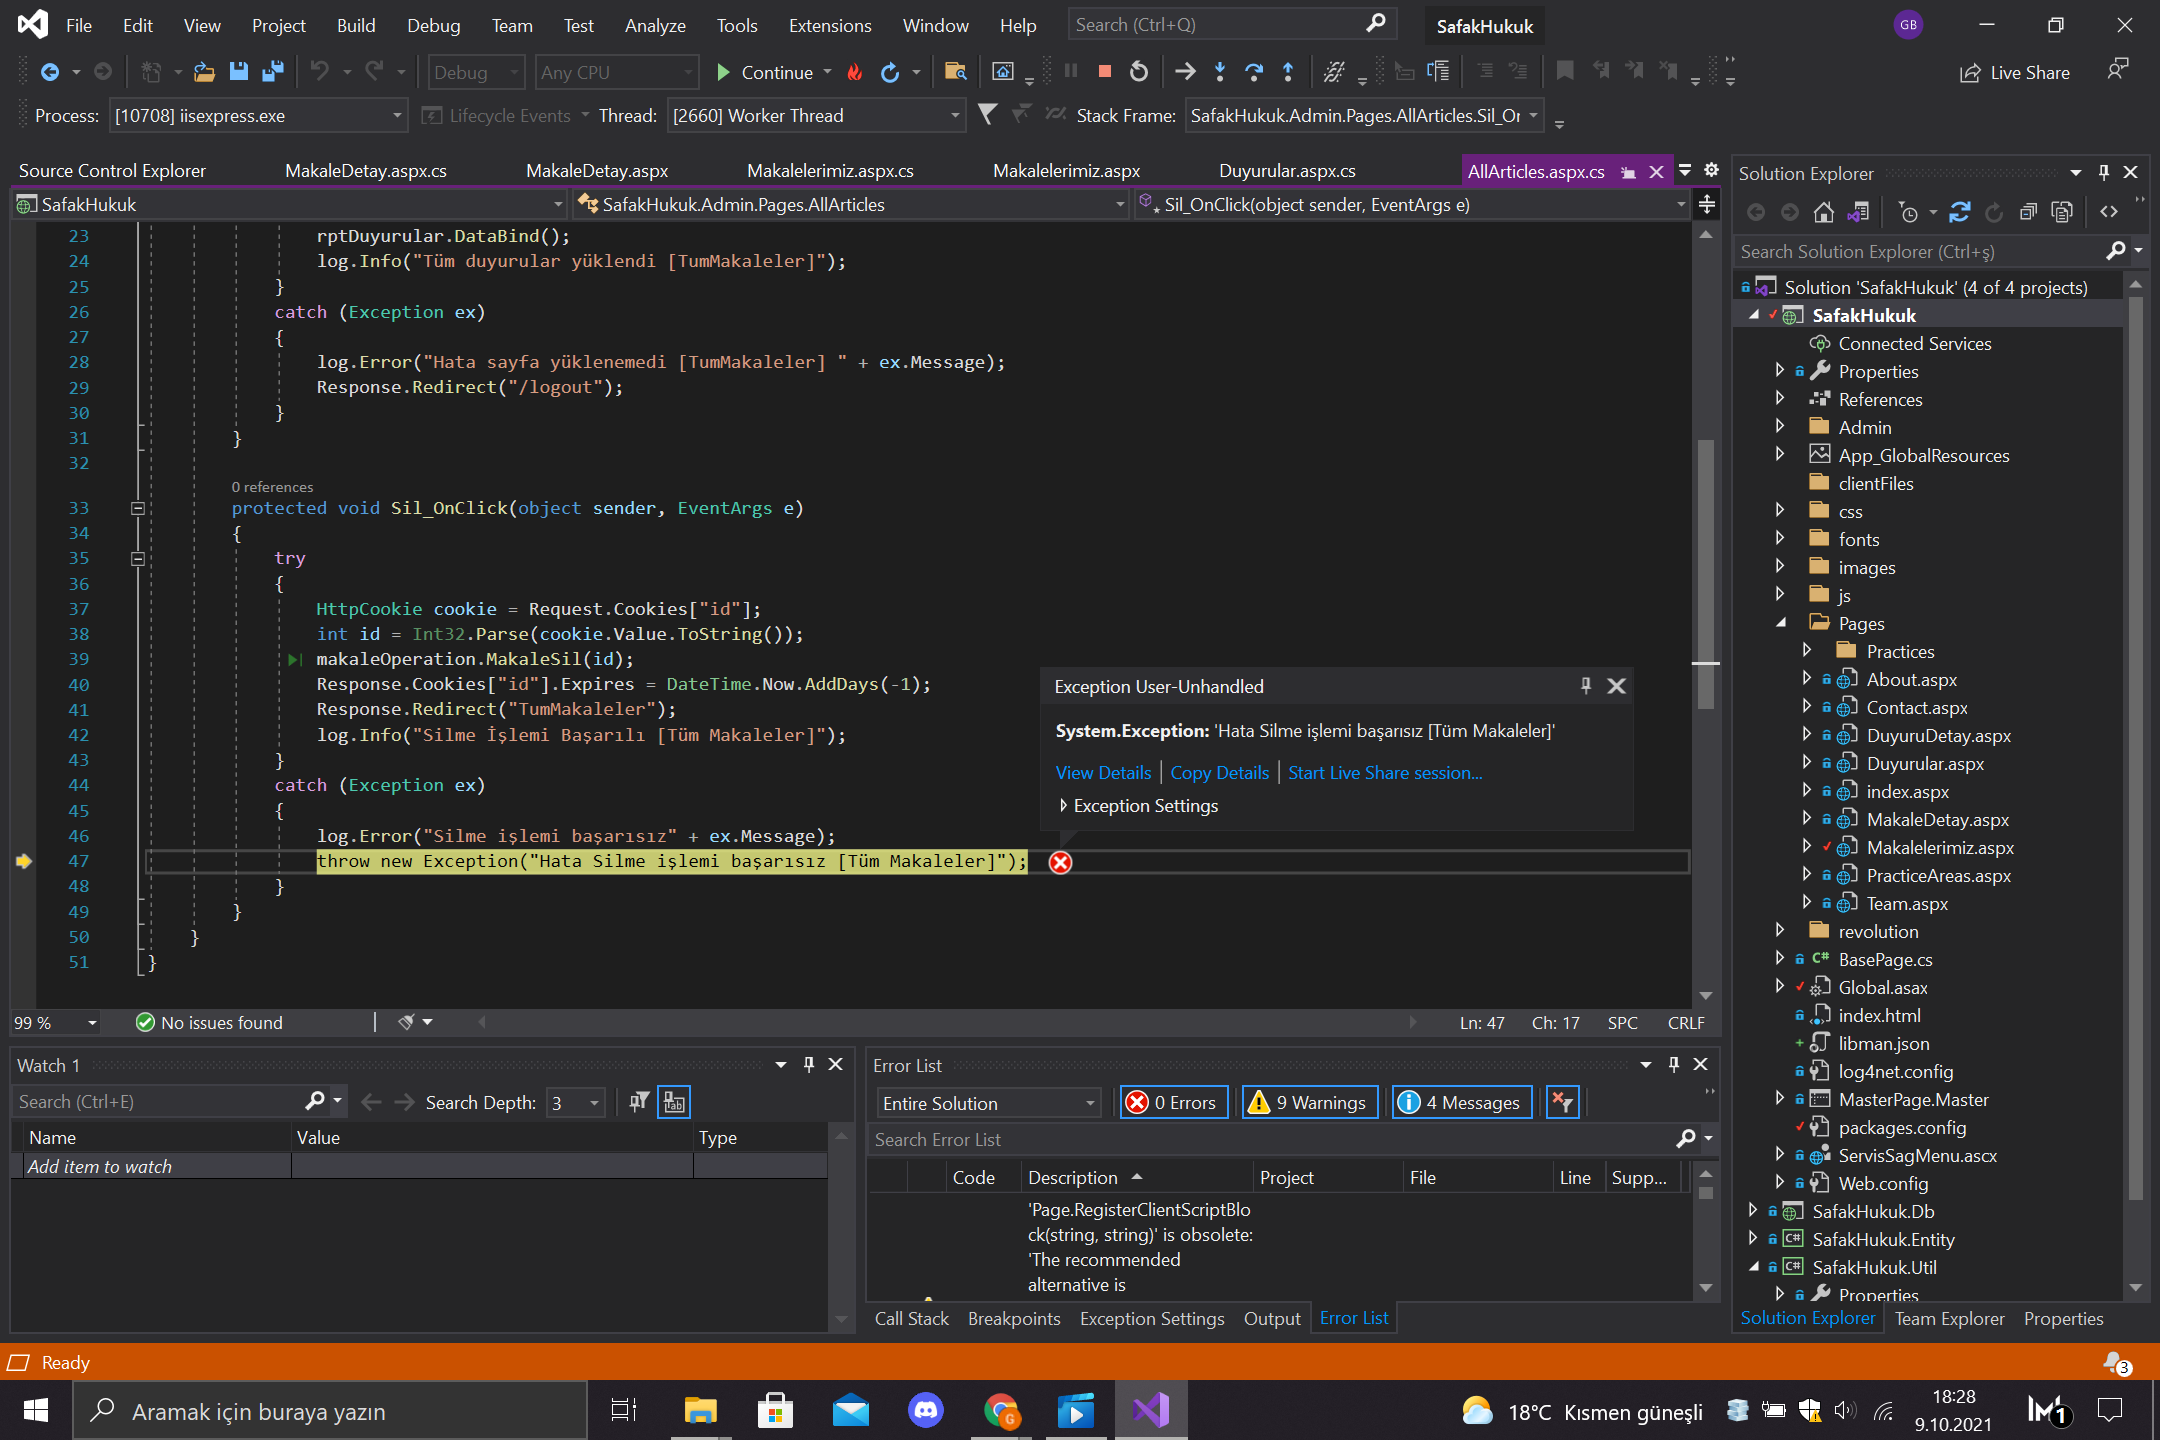 File Edit View Project Build Debug Team Test Analyze Tools Extensions Window Help Search (Ctrl+Q) SafakHukuk GB
Debug Any CPU Continue Live Share
Process: [10708] iisexpress.exe Lifecycle Events Thread: [2660] Worker Thread Stack Frame: SafakHukuk.Admin.Pages.AllArticles.Sil_Or
Source Control Explorer MakaleDetay.aspx.cs MakaleDetay.aspx Makalelerimiz.aspx.cs Makalelerimiz.aspx Duyurular.aspx.cs AllArticles.aspx.cs
SafakHukuk SafakHukuk.Admin.Pages.AllArticles Sil_OnClick(object sender, EventArgs e)
23 rptDuyurular.DataBind();
24 log.Info("Tüm duyurular yüklendi [TumMakaleler]");
25 }
26 catch (Exception ex)
27 {
28 log.Error("Hata sayfa yüklenemedi [TumMakaleler] " + ex.Message);
29 Response.Redirect("/logout");
30 }
31 }
32
0 references
33 protected void Sil_OnClick(object sender, EventArgs e)
34 {
35 try
36 {
37 HttpCookie cookie = Request.Cookies["id"];
38 int id = Int32.Parse(cookie.Value.ToString());
39 makaleOperation.MakaleSil(id);
40 Response.Cookies["id"].Expires = DateTime.Now.AddDays(-1);
41 Response.Redirect("TumMakaleler");
42 log.Info("Silme İşlemi Başarılı [Tüm Makaleler]");
43 }
44 catch (Exception ex)
45 {
46 log.Error("Silme işlemi başarısız" + ex.Message);
47 throw new Exception("Hata Silme işlemi başarısız [Tüm Makaleler]");
48 }
49 }
50 }
51 }
Exception User-Unhandled
System.Exception: 'Hata Silme işlemi başarısız [Tüm Makaleler]'
View Details | Copy Details | Start Live Share session...
Exception Settings
99 % No issues found Ln: 47 Ch: 17 SPC CRLF
Watch 1
Search (Ctrl+E) Search Depth: 3
Name Value Type
Add item to watch
Error List
Entire Solution 0 Errors 9 Warnings 4 Messages
Search Error List
Code Description Project File Line Supp...
'Page.RegisterClientScriptBlo
ck(string, string)' is obsolete:
'The recommended
alternative is
Call Stack Breakpoints Exception Settings Output Error List
Solution Explorer
Search Solution Explorer (Ctrl+ş)
Solution 'SafakHukuk' (4 of 4 projects)
SafakHukuk
Connected Services
Properties
References
Admin
App_GlobalResources
clientFiles
css
fonts
images
js
Pages
Practices
About.aspx
Contact.aspx
DuyuruDetay.aspx
Duyurular.aspx
index.aspx
MakaleDetay.aspx
Makalelerimiz.aspx
PracticeAreas.aspx
Team.aspx
revolution
C# BasePage.cs
Global.asax
index.html
libman.json
log4net.config
MasterPage.Master
packages.config
ServisSagMenu.ascx
Web.config
SafakHukuk.Db
C# SafakHukuk.Entity
C# SafakHukuk.Util
Properties
Solution Explorer Team Explorer Properties
Ready 3
Aramak için buraya yazın G 18°C Kısmen güneşli 18:28 1
9.10.2021